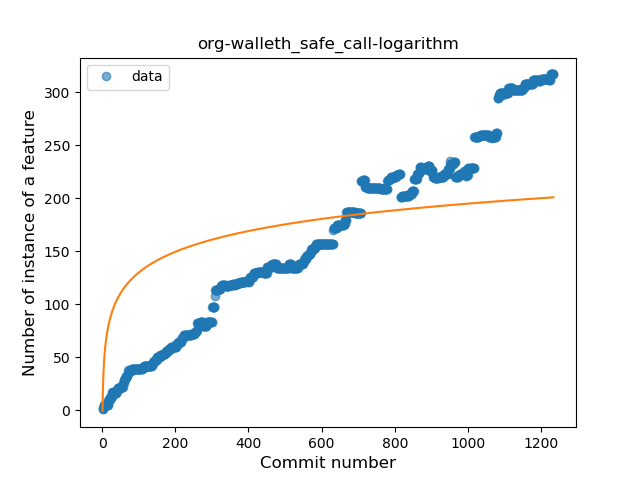 org-walleth_safe_call-logarithm
data
Number of instance of a feature
300
250
200
150
100
50
0
0 200 400 600 800 1000 1200
Commit number